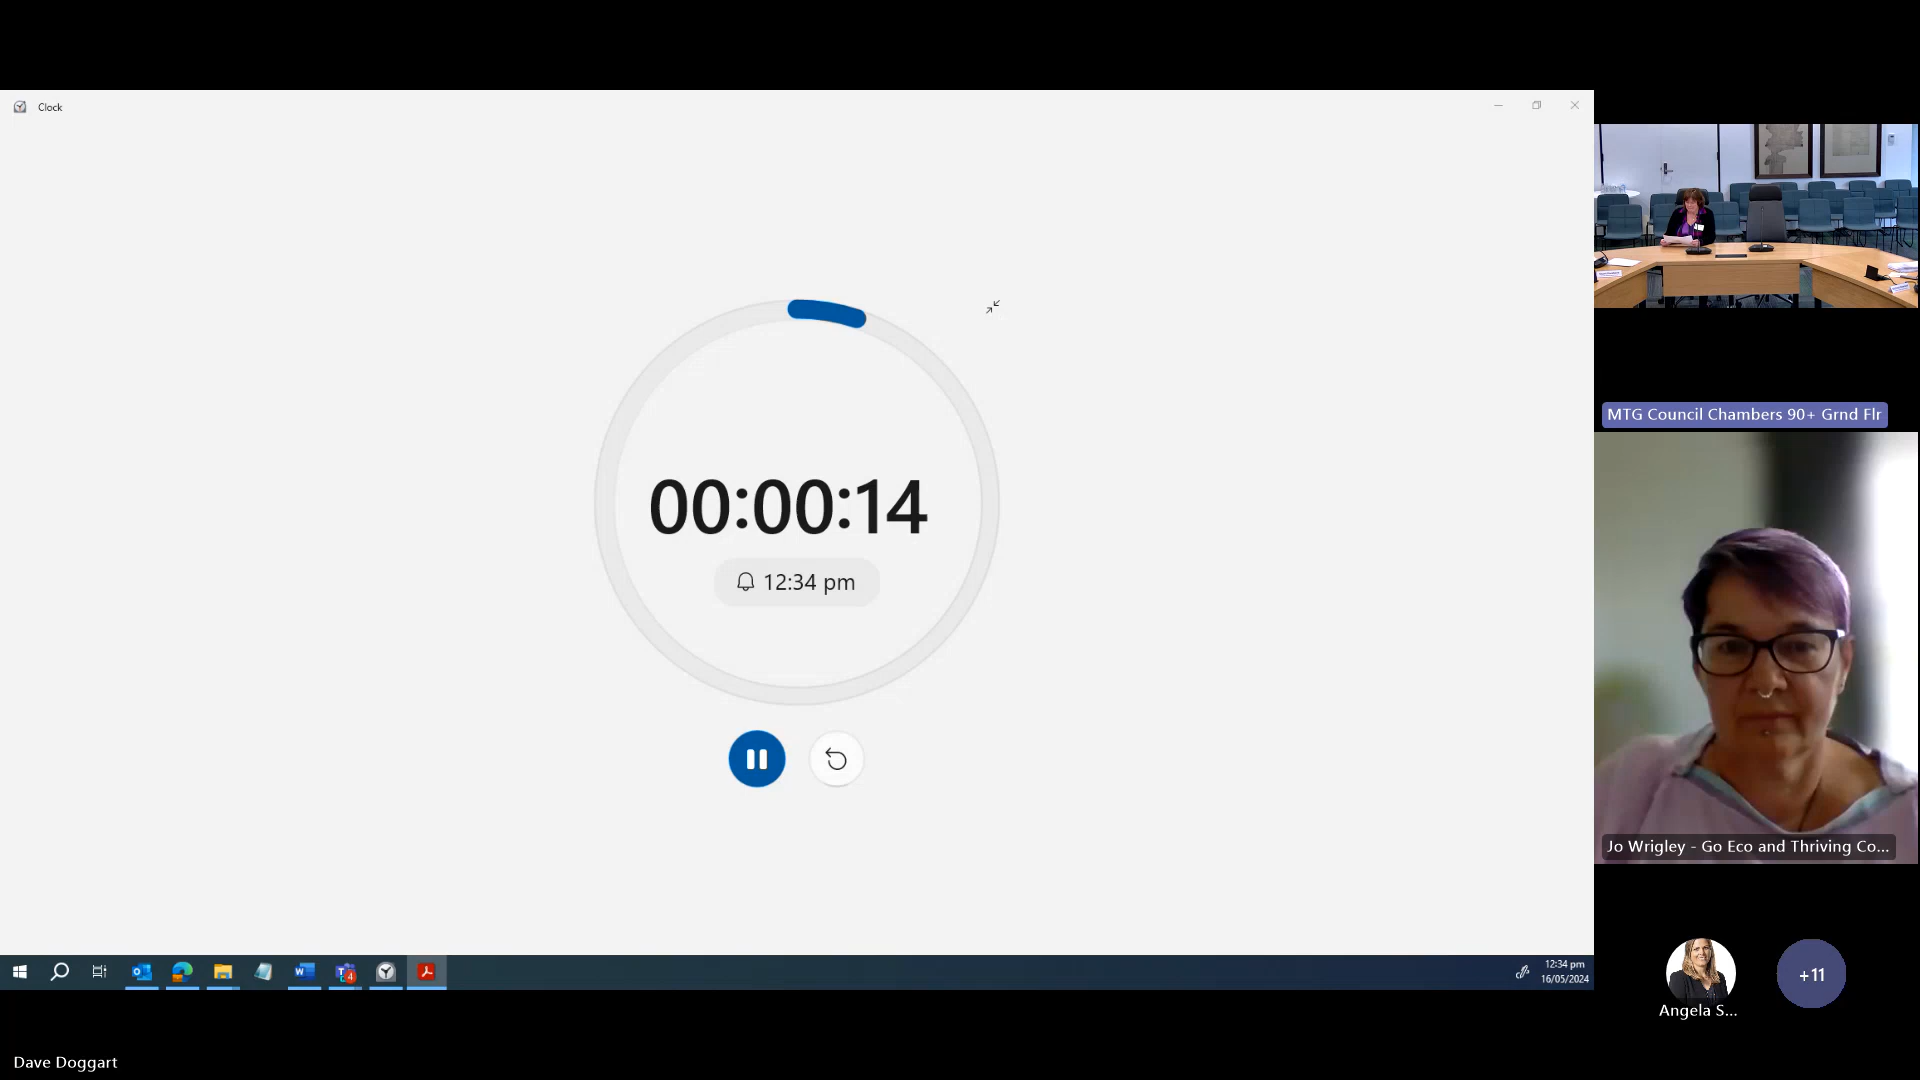 Clock
00:00:14
12:34 pm
MTG Council Chambers 90+ Grnd Flr
Jo Wrigley - Go Eco and Thriving Co...
4
12:34 pm
16/05/2024
Angela S...
+11
Dave Doggart